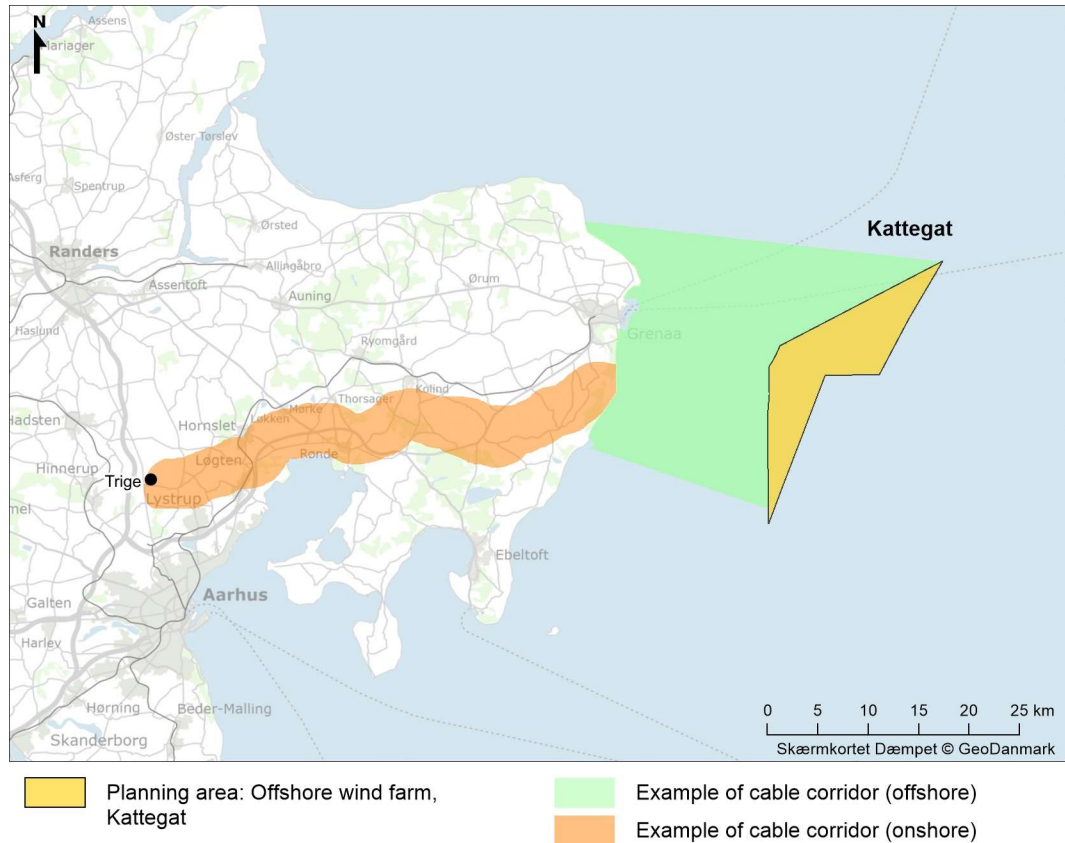 N
Assens
Mariager
Øster Tørslev
Asferg
Spentrup
Ørsted
Randers
Allingåbro
Ørum
Assentoft
Auning
Kattegat
Haslund
Ryomgård
Grenaa
Kolind
Thorsager
Mørke
Hadsten
Hornslet
Løkken
Hinnerup
Løgten
Rønde
Trige
Lystrup
mel
Ebeltoft
Galten
Aarhus
Harlev
Hørning
Beder-Malling
Skanderborg
0 5 10 15 20 25 km
Skærmkortet Dæmpet © GeoDanmark
Planning area: Offshore wind farm,
Kattegat
Example of cable corridor (offshore)
Example of cable corridor (onshore)